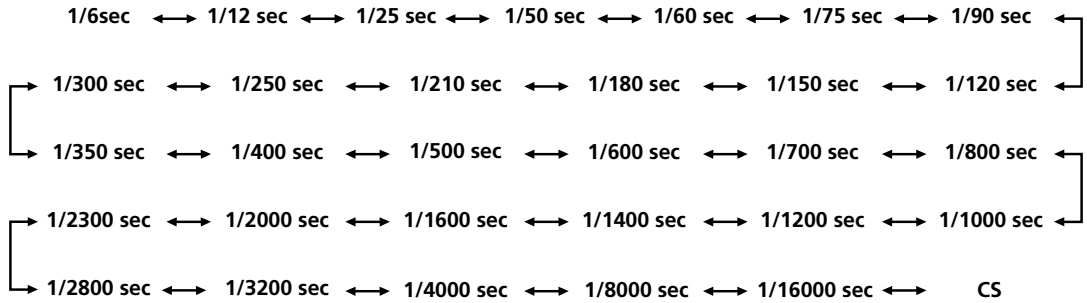 1/6sec 1/12 sec 1/25 sec 1/50 sec 1/60 sec 1/75 sec 1/90 sec
1/300 sec 1/250 sec 1/210 sec 1/180 sec 1/150 sec 1/120 sec
1/350 sec 1/400 sec 1/500 sec 1/600 sec 1/700 sec 1/800 sec
1/2300 sec 1/2000 sec 1/1600 sec 1/1400 sec 1/1200 sec 1/1000 sec
1/2800 sec 1/3200 sec 1/4000 sec 1/8000 sec 1/16000 sec CS